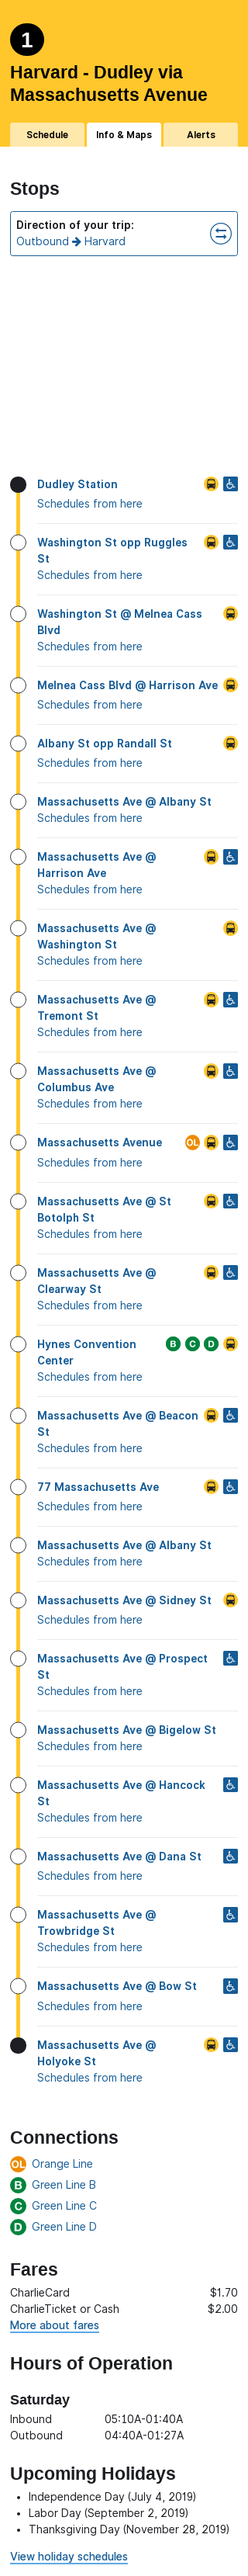 1
Harvard - Dudley via
Massachusetts Avenue
Schedule
Info & Maps
Alerts
Stops
Direction of your trip:
Outbound → Harvard
Dudley Station
Schedules from here
Washington St opp Ruggles
St
Schedules from here
Washington St @ Melnea Cass
Blvd
Schedules from here
Melnea Cass Blvd @ Harrison Ave
Schedules from here
Albany St opp Randall St
Schedules from here
Massachusetts Ave @ Albany St
Schedules from here
Massachusetts Ave @
Harrison Ave
Schedules from here
Massachusetts Ave @
Washington St
Schedules from here
Massachusetts Ave @
Tremont St
Schedules from here
Massachusetts Ave @
Columbus Ave
Schedules from here
Massachusetts Avenue OL
Schedules from here
Massachusetts Ave @ St
Botolph St
Schedules from here
Massachusetts Ave @
Clearway St
Schedules from here
Hynes Convention B C D
Center
Schedules from here
Massachusetts Ave @ Beacon
St
Schedules from here
77 Massachusetts Ave
Schedules from here
Massachusetts Ave @ Albany St
Schedules from here
Massachusetts Ave @ Sidney St
Schedules from here
Massachusetts Ave @ Prospect
St
Schedules from here
Massachusetts Ave @ Bigelow St
Schedules from here
Massachusetts Ave @ Hancock
St
Schedules from here
Massachusetts Ave @ Dana St
Schedules from here
Massachusetts Ave @
Trowbridge St
Schedules from here
Massachusetts Ave @ Bow St
Schedules from here
Massachusetts Ave @
Holyoke St
Schedules from here
Connections
OL Orange Line
B Green Line B
C Green Line C
D Green Line D
Fares
CharlieCard $1.70
CharlieTicket or Cash $2.00
More about fares
Hours of Operation
Saturday
Inbound 05:10A-01:40A
Outbound 04:40A-01:27A
Upcoming Holidays
• Independence Day (July 4, 2019)
• Labor Day (September 2, 2019)
• Thanksgiving Day (November 28, 2019)
View holiday schedules